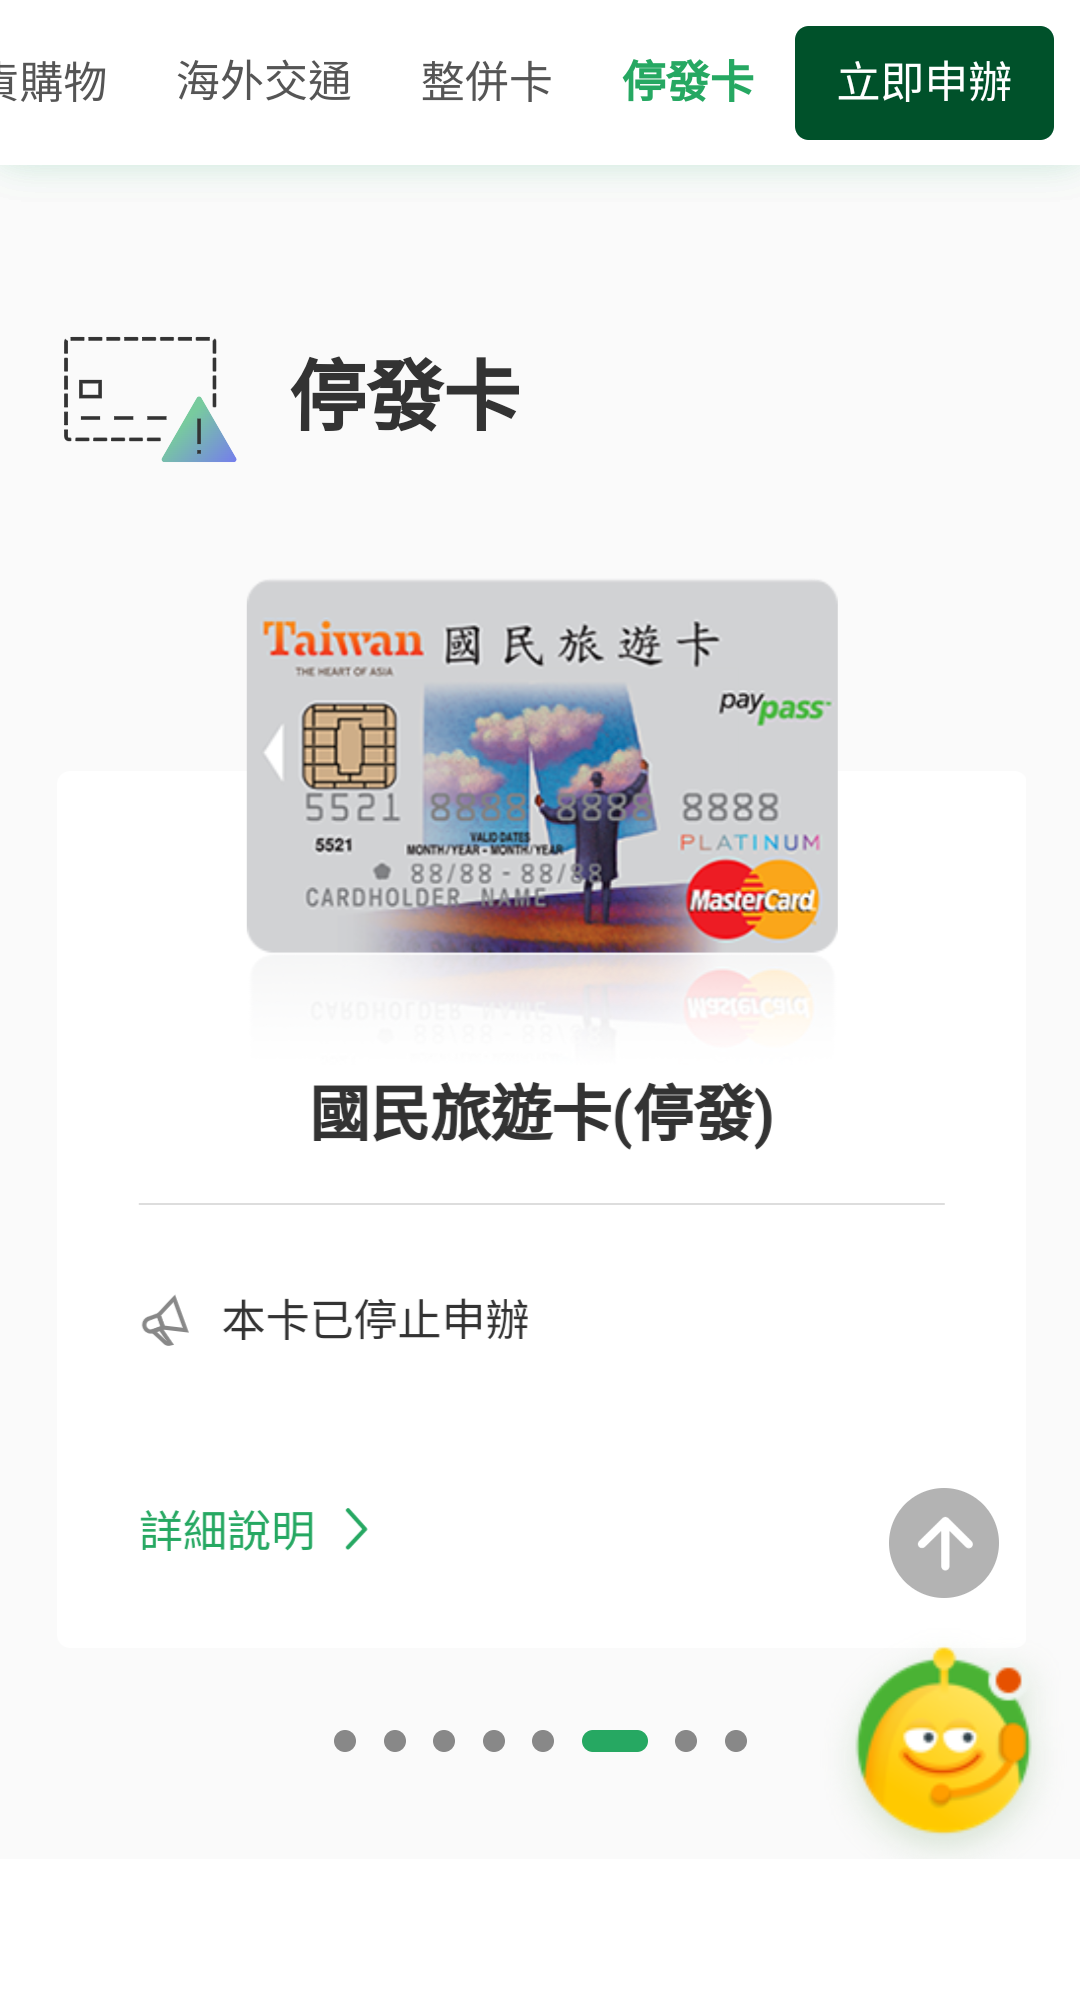 貨購物 海外交通 整併卡 停發卡 立即申辦
停發卡
Taiwan 國民旅遊卡
THE HEART OF ASIA
paypass
5521 8888 8888 8888
5521
VALID DATES
MONTH/YEAR - MONTH/YEAR
PLATINUM
88/88 - 88/88
CARDHOLDER NAME
MasterCard
國民旅遊卡(停發)
本卡已停止申辦
詳細說明